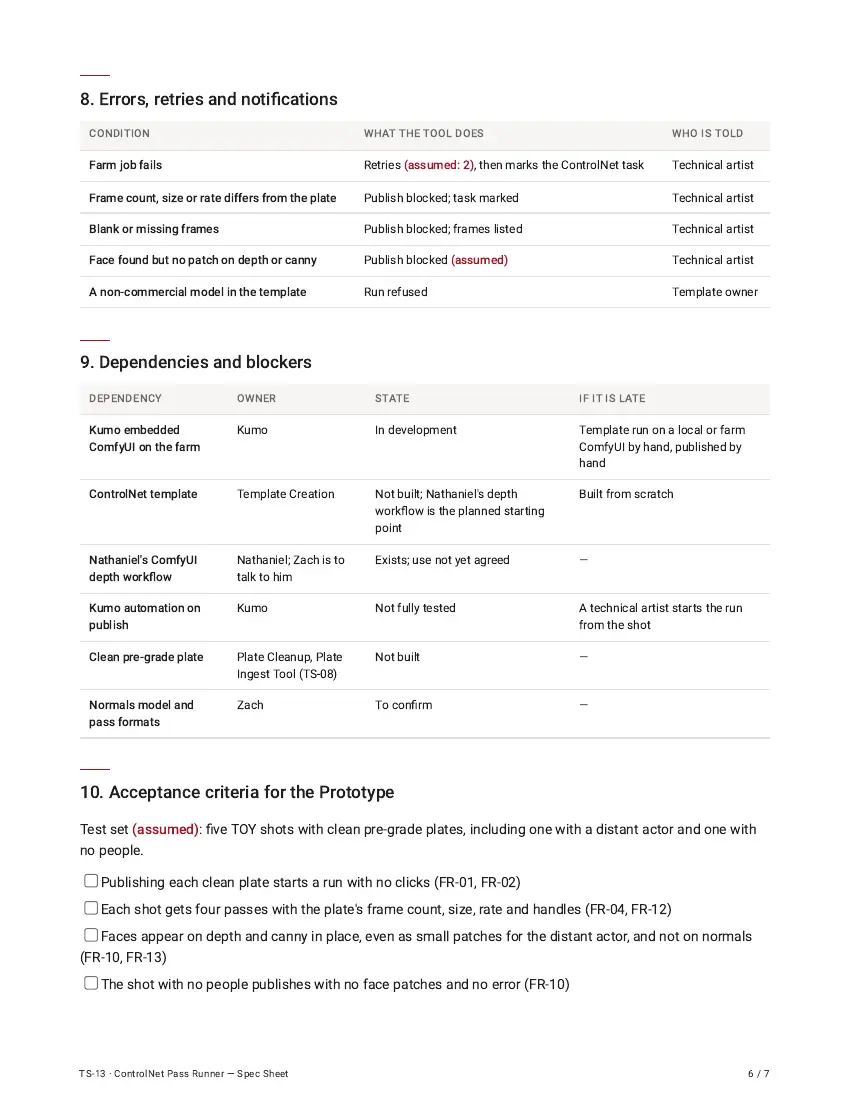 8. Errors, retries and notifications
CONDITION WHAT THE TOOL DOES WHO IS TOLD
Farm job fails Retries (assumed: 2), then marks the ControlNet task Technical artist
Frame count, size or rate differs from the plate Publish blocked; task marked Technical artist
Blank or missing frames Publish blocked; frames listed Technical artist
Face found but no patch on depth or canny Publish blocked (assumed) Technical artist
A non-commercial model in the template Run refused Template owner
9. Dependencies and blockers
DEPENDENCY OWNER STATE IF IT IS LATE
Kumo embedded Kumo In development Template run on a local or farm
ComfyUI on the farm ComfyUI by hand, published by
hand
ControlNet template Template Creation Not built; Nathaniel's depth Built from scratch
workflow is the planned starting
point
Nathaniel's ComfyUI Nathaniel; Zach is to Exists; use not yet agreed —
depth workflow talk to him
Kumo automation on Kumo Not fully tested A technical artist starts the run
publish from the shot
Clean pre-grade plate Plate Cleanup, Plate Not built —
Ingest Tool (TS-08)
Normals model and Zach To confirm —
pass formats
10. Acceptance criteria for the Prototype
Test set (assumed): five TOY shots with clean pre-grade plates, including one with a distant actor and one with
no people.
Publishing each clean plate starts a run with no clicks (FR-01, FR-02)
Each shot gets four passes with the plate's frame count, size, rate and handles (FR-04, FR-12)
Faces appear on depth and canny in place, even as small patches for the distant actor, and not on normals
(FR-10, FR-13)
The shot with no people publishes with no face patches and no error (FR-10)
TS-13 · ControlNet Pass Runner — Spec Sheet 6 / 7